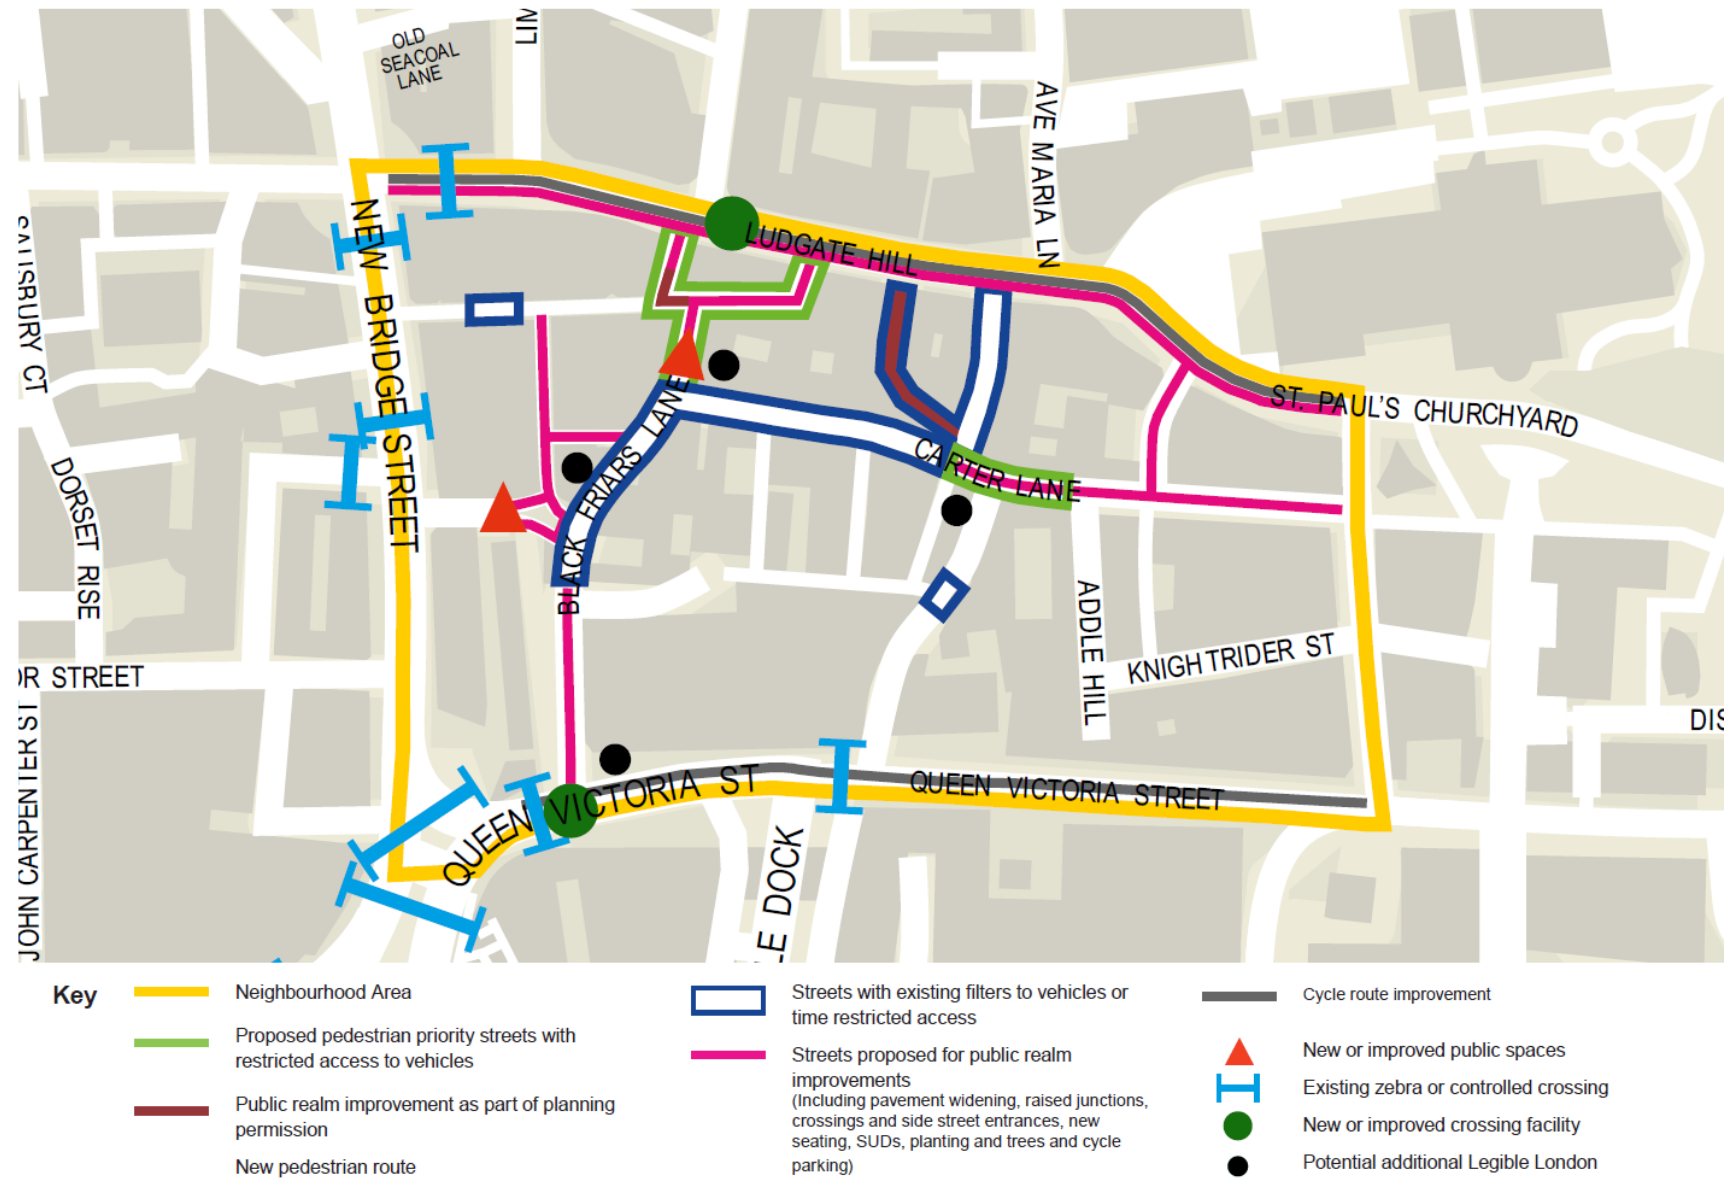 OLD
SEACOAL
LANE
LIM
AVE MARIA LN
LUDGATE HILL
NEW BRIDGE STREET
SALISBURY CT
ST. PAUL'S CHURCHYARD
BLACK FRIARS LANE
CARTER LANE
DORSET RISE
ADDLE HILL
KNIGHTRIDER ST
OR STREET
JOHN CARPENTER ST
DIS
QUEEN VICTORIA ST
QUEEN VICTORIA STREET
LE DOCK
Key
Neighbourhood Area
Proposed pedestrian priority streets with
restricted access to vehicles
Public realm improvement as part of planning
permission
New pedestrian route
Streets with existing filters to vehicles or
time restricted access
Streets proposed for public realm
improvements
(Including pavement widening, raised junctions,
crossings and side street entrances, new
seating, SUDs, planting and trees and cycle
parking)
Cycle route improvement
New or improved public spaces
Existing zebra or controlled crossing
New or improved crossing facility
Potential additional Legible London